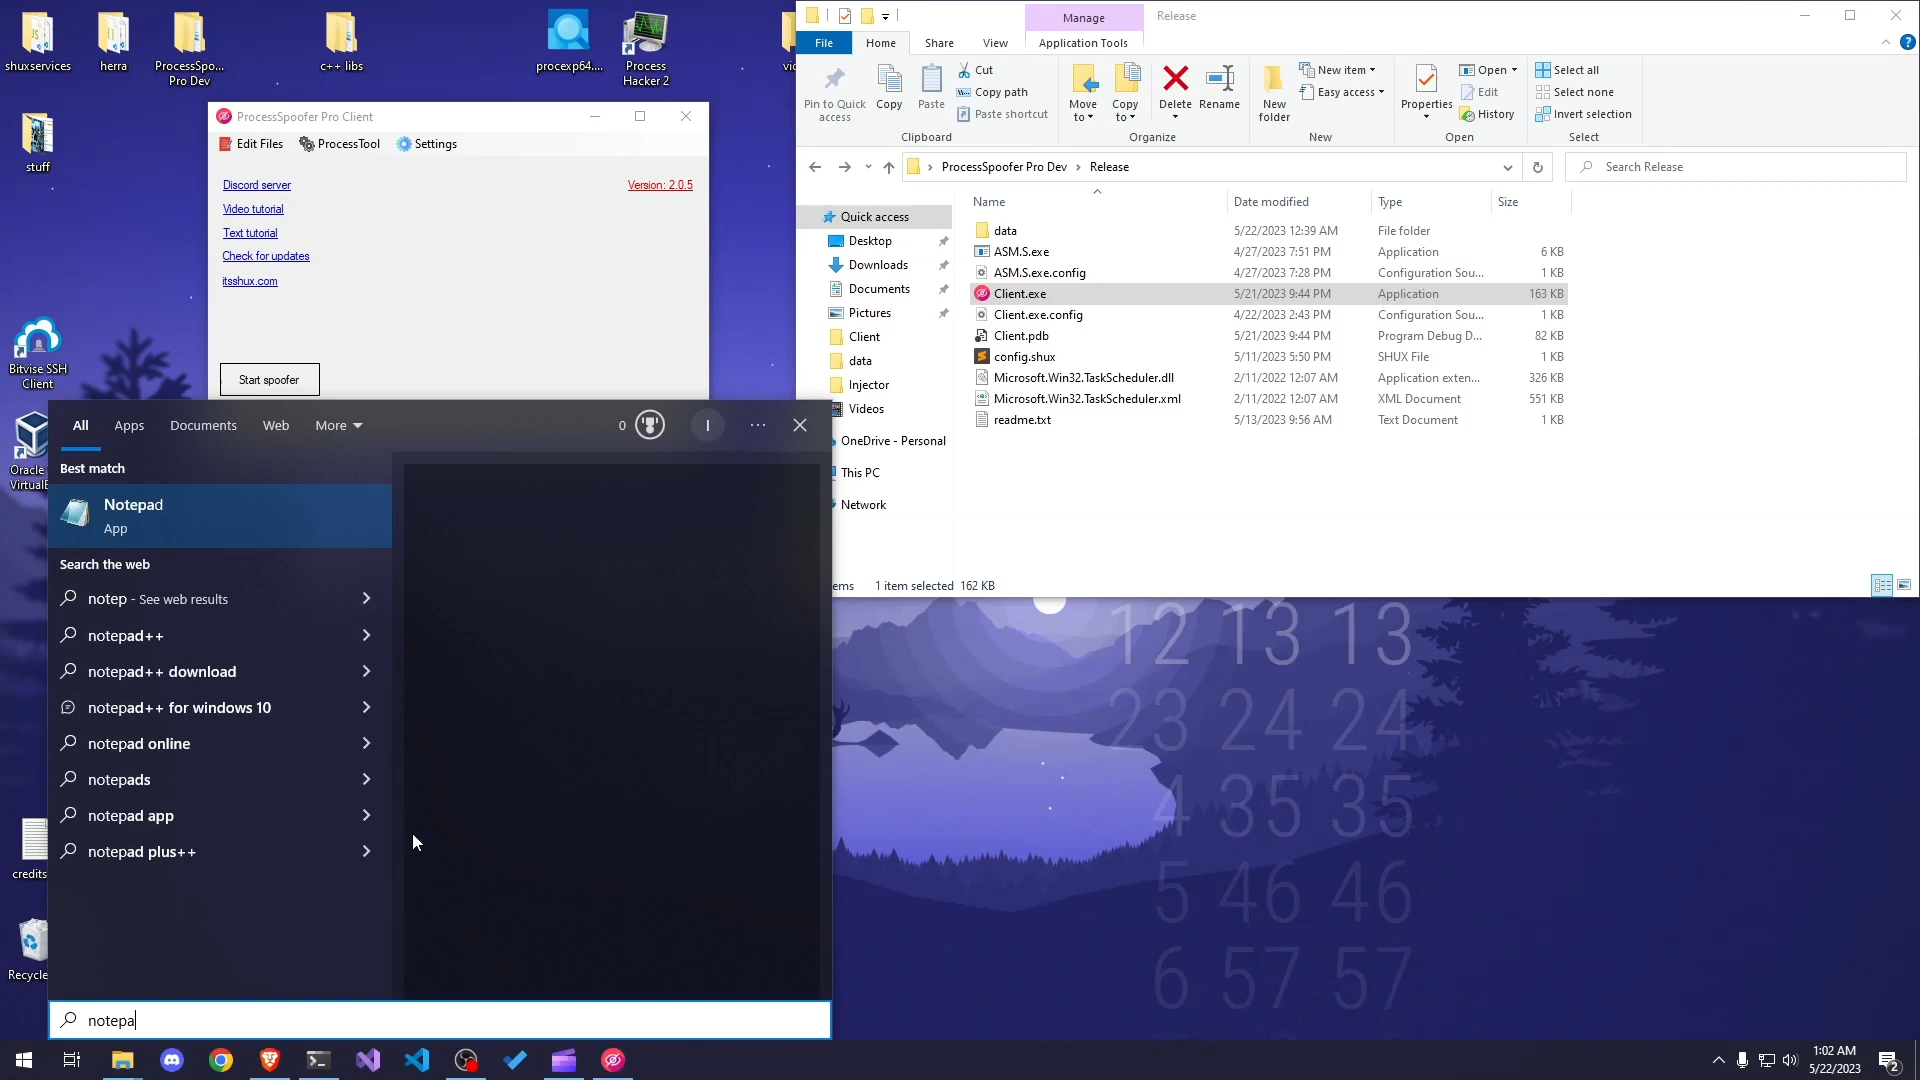 shuxservices
herra
ProcessSpo...
Pro Dev
c++ libs
procexp64....
Process
Hacker 2
stuff
Bitvise SSH
Client
Oracle
credits
Recycle
ProcessSpoofer Pro Client
Edit Files
ProcessTool
Settings
Discord server
Version: 2.0.5
Video tutorial
Text tutorial
Check for updates
itsshux.com
Start spoofer
Manage
Release
File
Home
Share
View
Application Tools
Pin to Quick
access
Copy
Paste
Cut
Copy path
Paste shortcut
Clipboard
Move
to
Copy
to
Delete
Rename
Organize
New
folder
New item
Easy access
New
Properties
Open
Edit
History
Open
Select all
Select none
Invert selection
Select
ProcessSpoofer Pro Dev > Release
Search Release
Quick access
Desktop
Downloads
Documents
Pictures
Client
data
Injector
Videos
OneDrive - Personal
This PC
Network
Name Date modified Type Size
data 5/22/2023 12:39 AM File folder
ASM.S.exe 4/27/2023 7:51 PM Application 6 KB
ASM.S.exe.config 4/27/2023 7:28 PM Configuration Sou... 1 KB
Client.exe 5/21/2023 9:44 PM Application 163 KB
Client.exe.config 4/22/2023 2:43 PM Configuration Sou... 1 KB
Client.pdb 5/21/2023 9:44 PM Program Debug D... 82 KB
config.shux 5/11/2023 5:50 PM SHUX File 1 KB
Microsoft.Win32.TaskScheduler.dll 2/11/2022 12:07 AM Application exten... 326 KB
Microsoft.Win32.TaskScheduler.xml 2/11/2022 12:07 AM XML Document 551 KB
readme.txt 5/13/2023 9:56 AM Text Document 1 KB
ems 1 item selected 162 KB
All
Apps
Documents
Web
More
0
I
Best match
Notepad
App
Search the web
notep - See web results
notepad++
notepad++ download
notepad++ for windows 10
notepad online
notepads
notepad app
notepad plus++
notepa
12 13 13
23 24 24
4 35 35
5 46 46
6 57 57
1:02 AM
5/22/2023
2